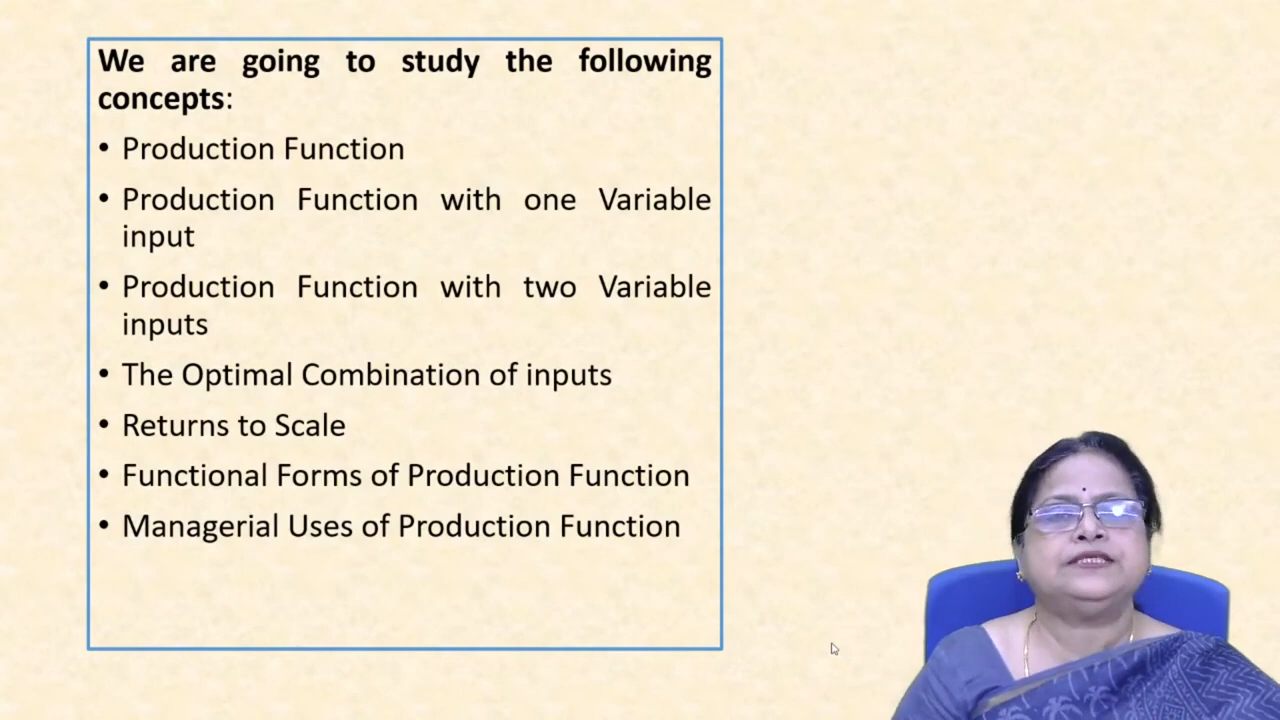 We are going to study the following
concepts:
• Production Function
• Production Function with one Variable
input
• Production Function with two Variable
inputs
• The Optimal Combination of inputs
• Returns to Scale
• Functional Forms of Production Function
• Managerial Uses of Production Function